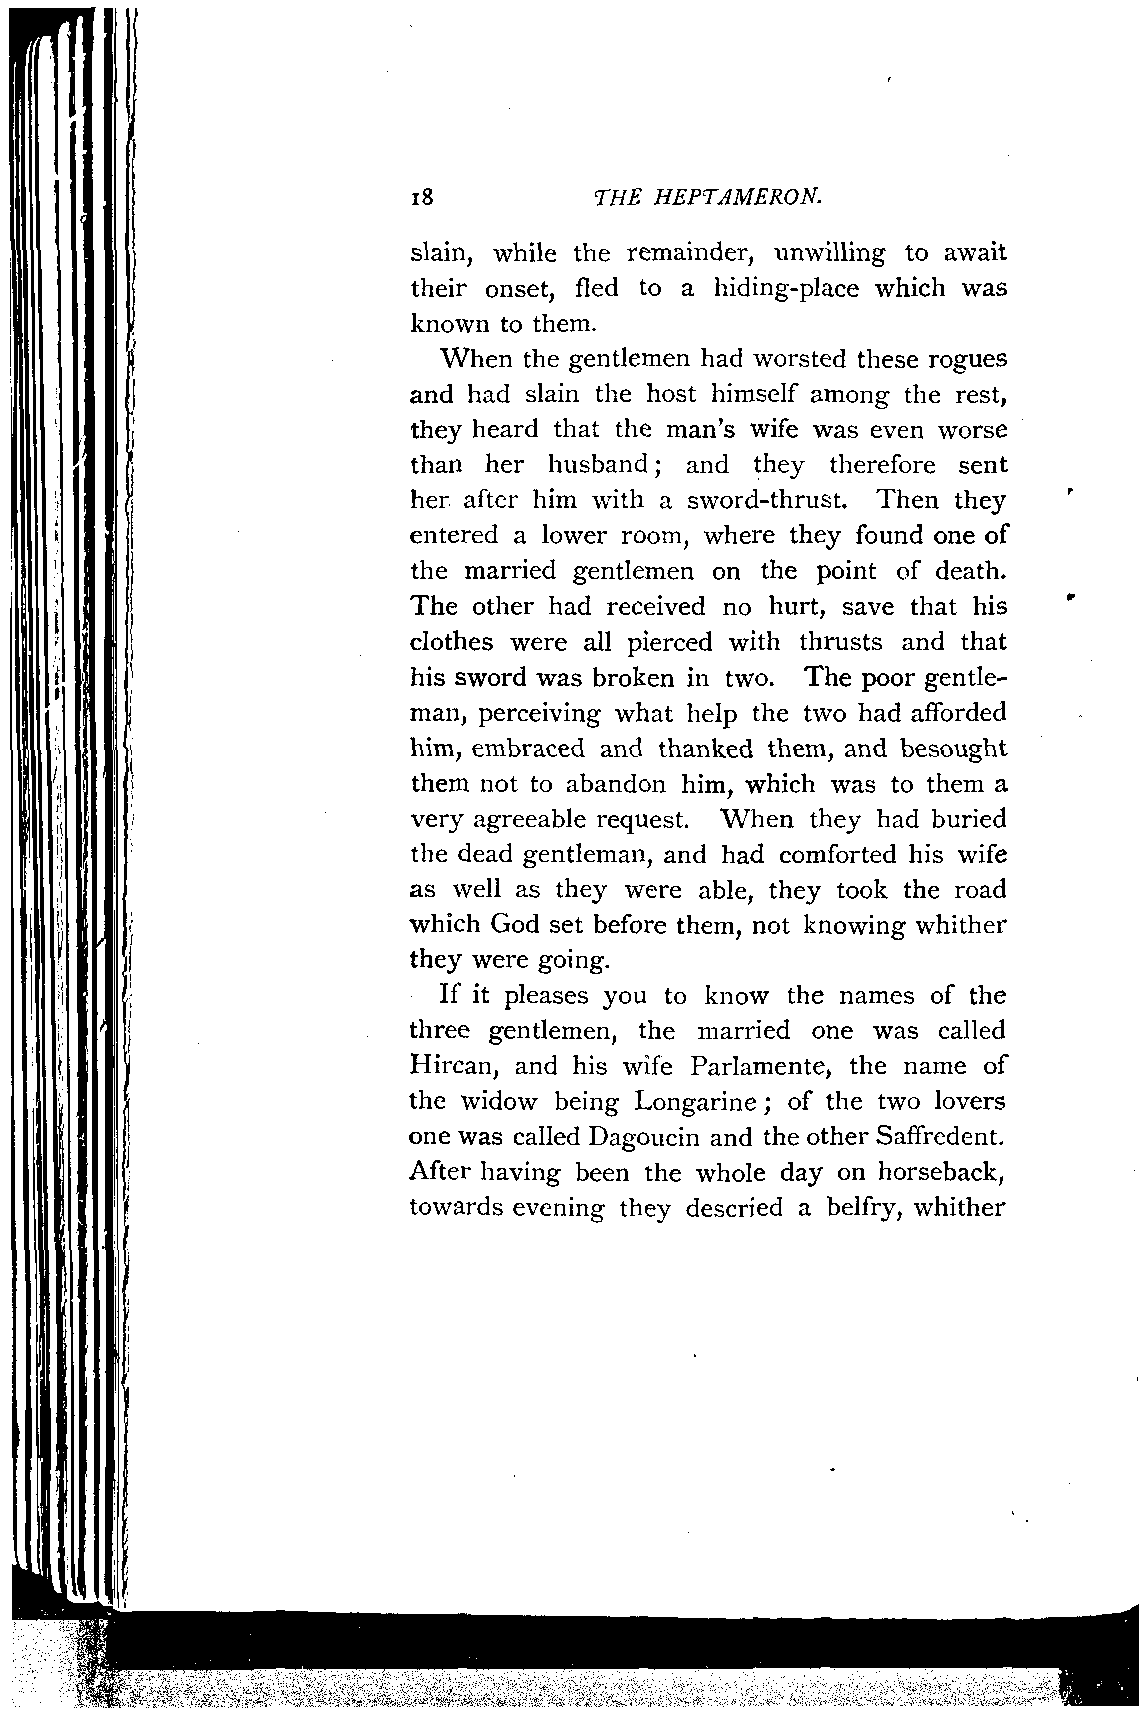 18 THE HEPTAMERON.
slain, while the remainder, unwilling to await
their onset, fled to a hiding-place which was
known to them.
When the gentlemen had worsted these rogues
and had slain the host himself among the rest,
they heard that the man's wife was even worse
than her husband; and they therefore sent
her after him with a sword-thrust. Then they
entered a lower room, where they found one of
the married gentlemen on the point of death.
The other had received no hurt, save that his
clothes were all pierced with thrusts and that
his sword was broken in two. The poor gentle-
man, perceiving what help the two had afforded
him, embraced and thanked them, and besought
them not to abandon him, which was to them a
very agreeable request. When they had buried
the dead gentleman, and had comforted his wife
as well as they were able, they took the road
which God set before them, not knowing whither
they were going.
If it pleases you to know the names of the
three gentlemen, the married one was called
Hircan, and his wife Parlamente, the name of
the widow being Longarine; of the two lovers
one was called Dagoucin and the other Saffredent.
After having been the whole day on horseback,
towards evening they descried a belfry, whither